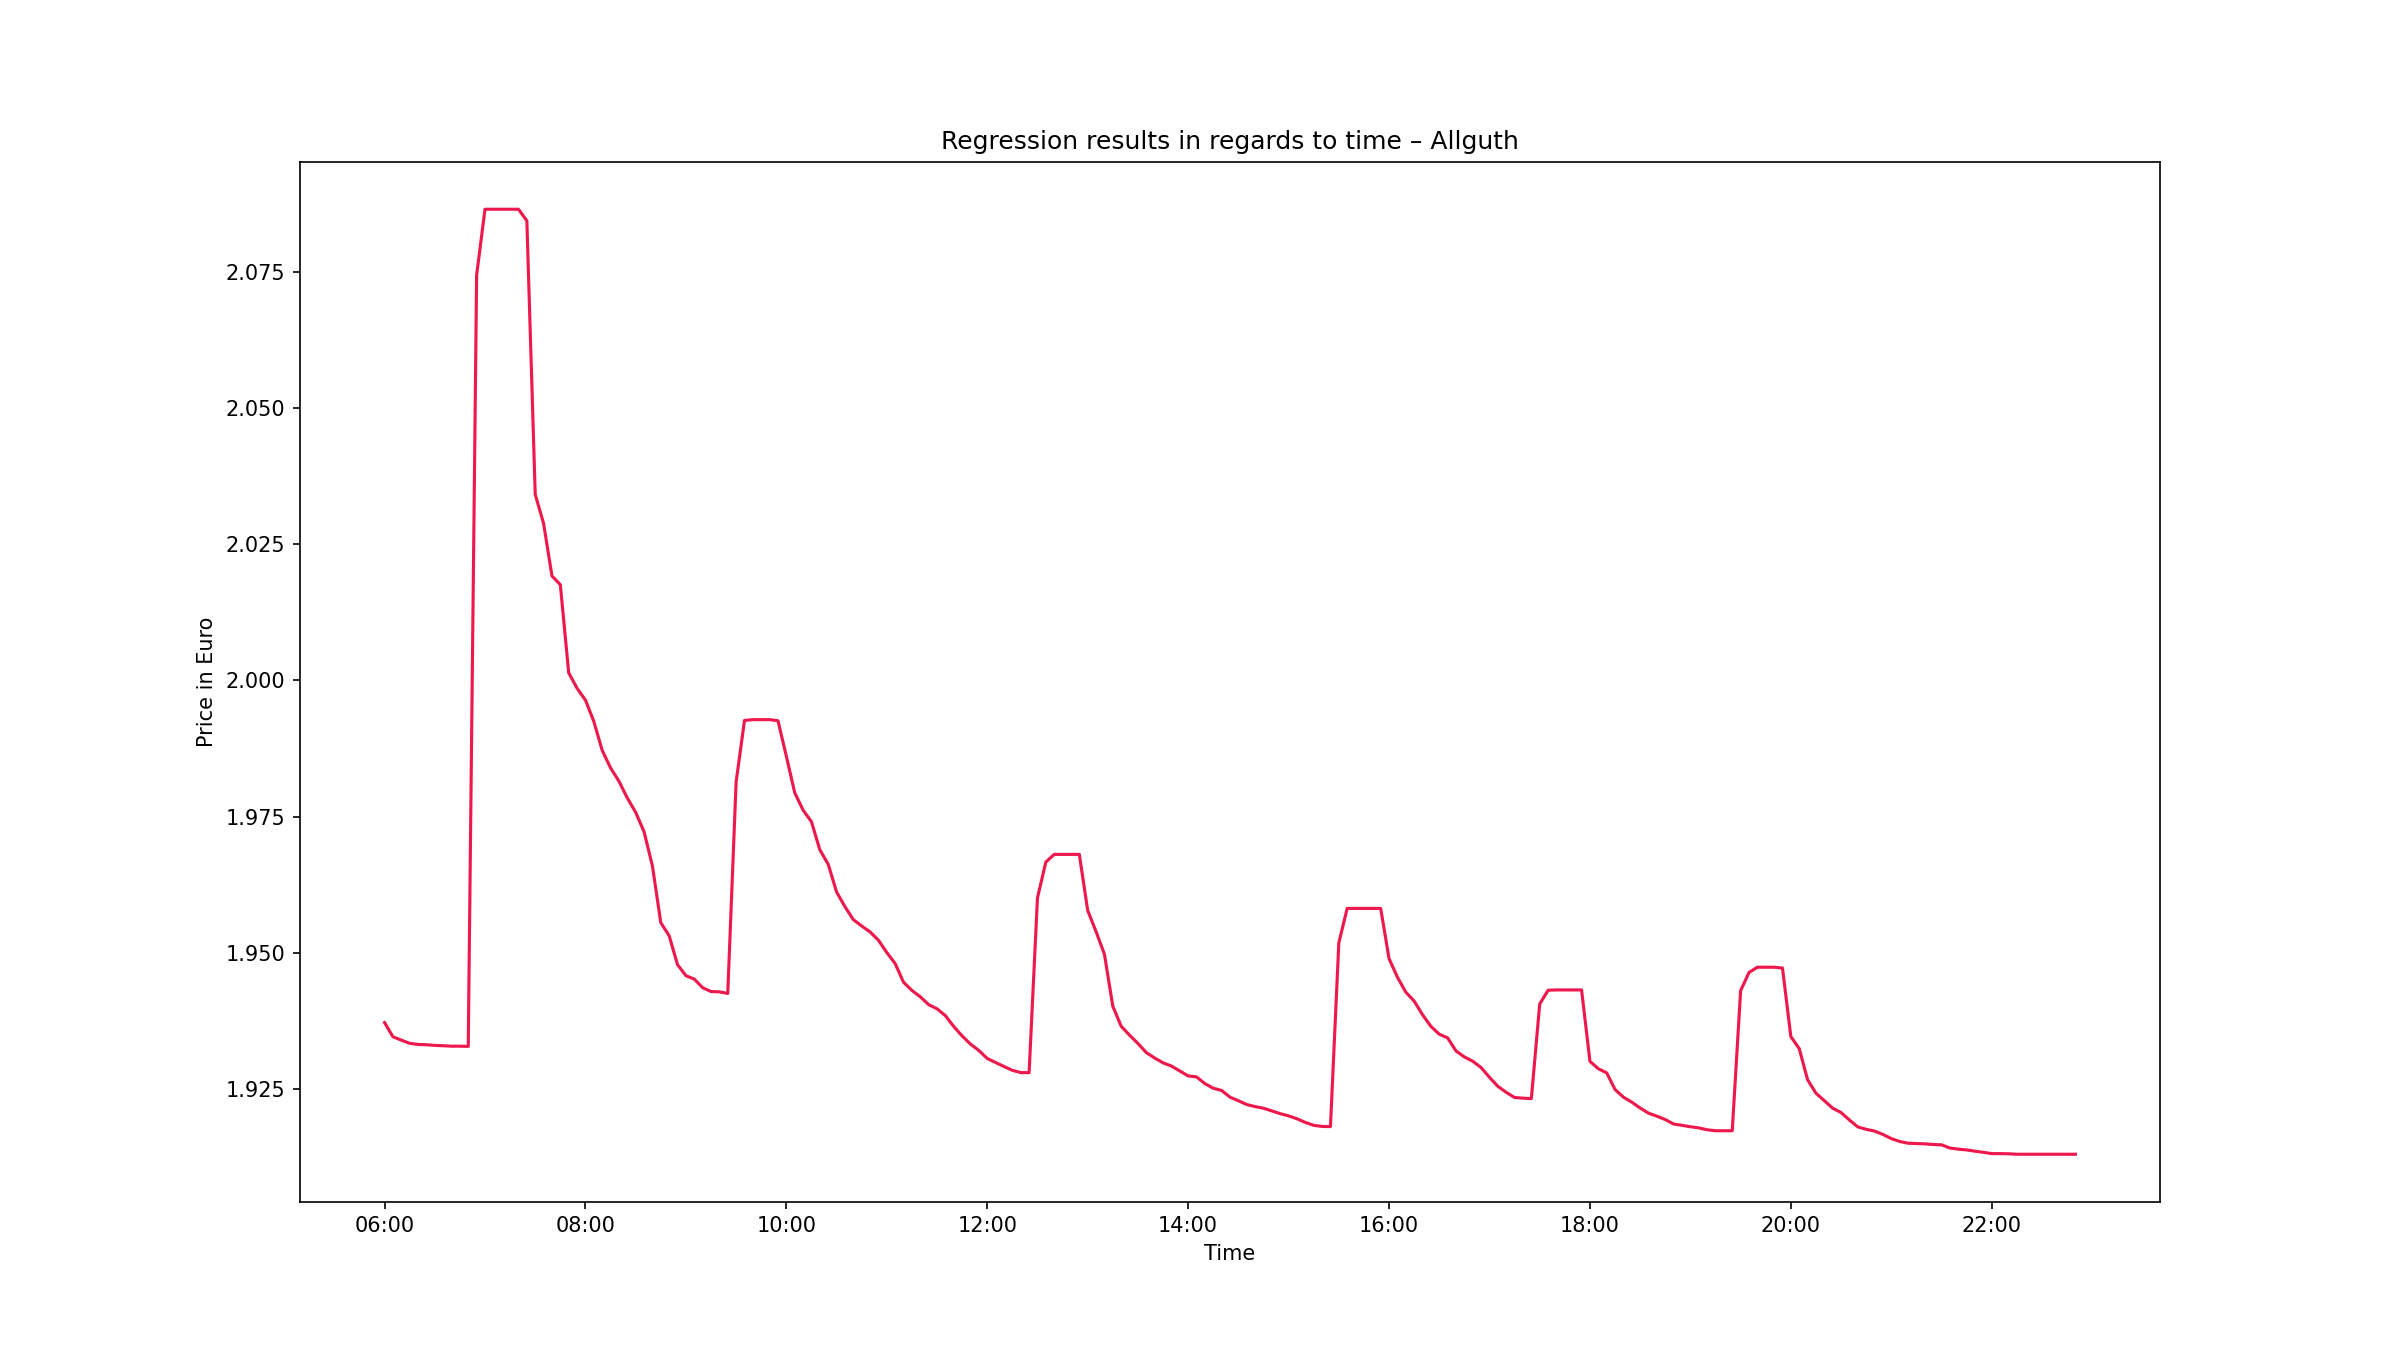 Regression results in regards to time – Allguth
Price in Euro
2.075
2.050
2.025
2.000
1.975
1.950
1.925
06:00 08:00 10:00 12:00 14:00 16:00 18:00 20:00 22:00
Time